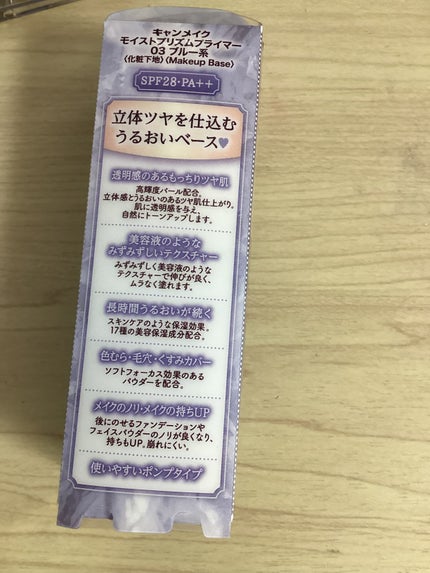 キャンメイク
モイストプリズムプライマー
03 ブルー系
〈化粧下地〉〈Makeup Base〉
SPF28・PA++
立体ツヤを仕込む
うるおいベース♥
透明感のあるもっちりツヤ肌
高輝度パール配合。
立体感とうるおいのあるツヤ肌仕上がり。
肌に透明感を与え、
自然にトーンアップします。
美容液のような
みずみずしいテクスチャー
みずみずしく美容液のような
テクスチャーで伸びが良く、
ムラなく塗れます。
長時間うるおいが続く
スキンケアのような保湿効果。
17種の美容保湿成分配合。
色むら・毛穴・くすみカバー
ソフトフォーカス効果のある
パウダーを配合。
メイクのノリ・メイクの持ちUP
後にのせるファンデーションや
フェイスパウダーのノリが良くなり、
持ちもUP。崩れにくい。
使いやすいポンプタイプ